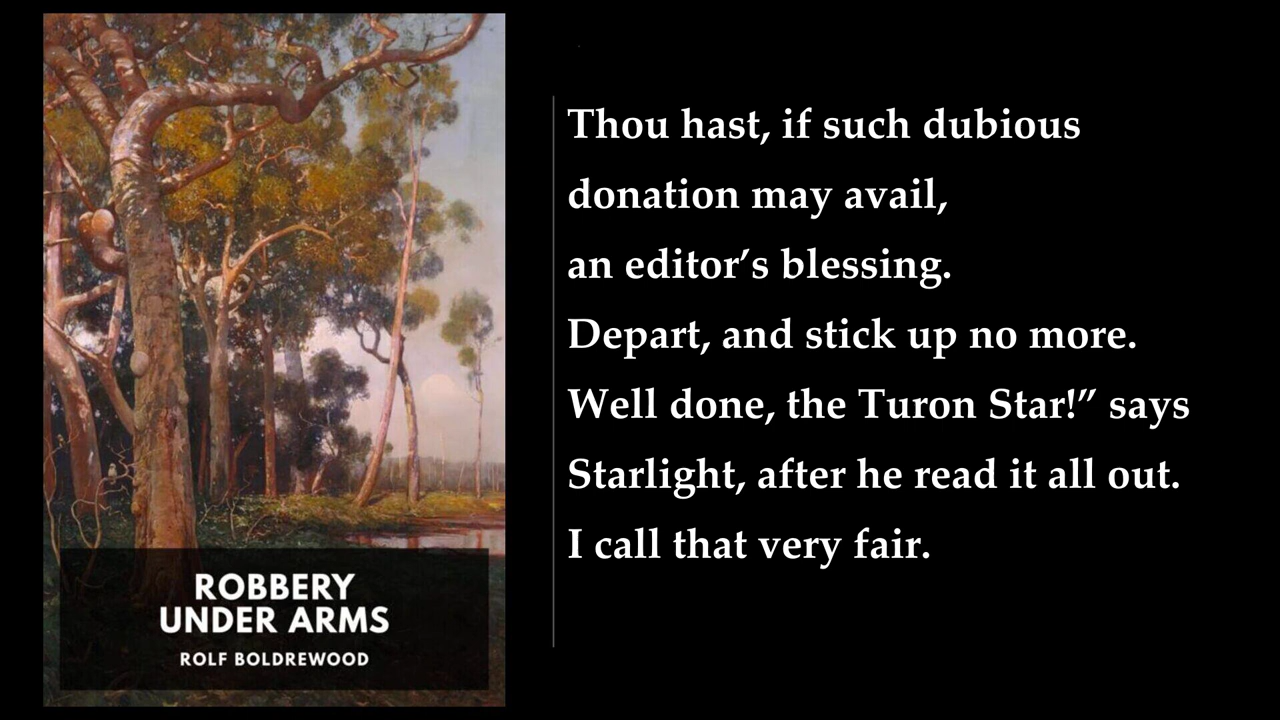 ROBBERY
UNDER ARMS
ROLF BOLDREWOOD
Thou hast, if such dubious
donation may avail,
an editor’s blessing.
Depart, and stick up no more.
Well done, the Turon Star!” says
Starlight, after he read it all out.
I call that very fair.